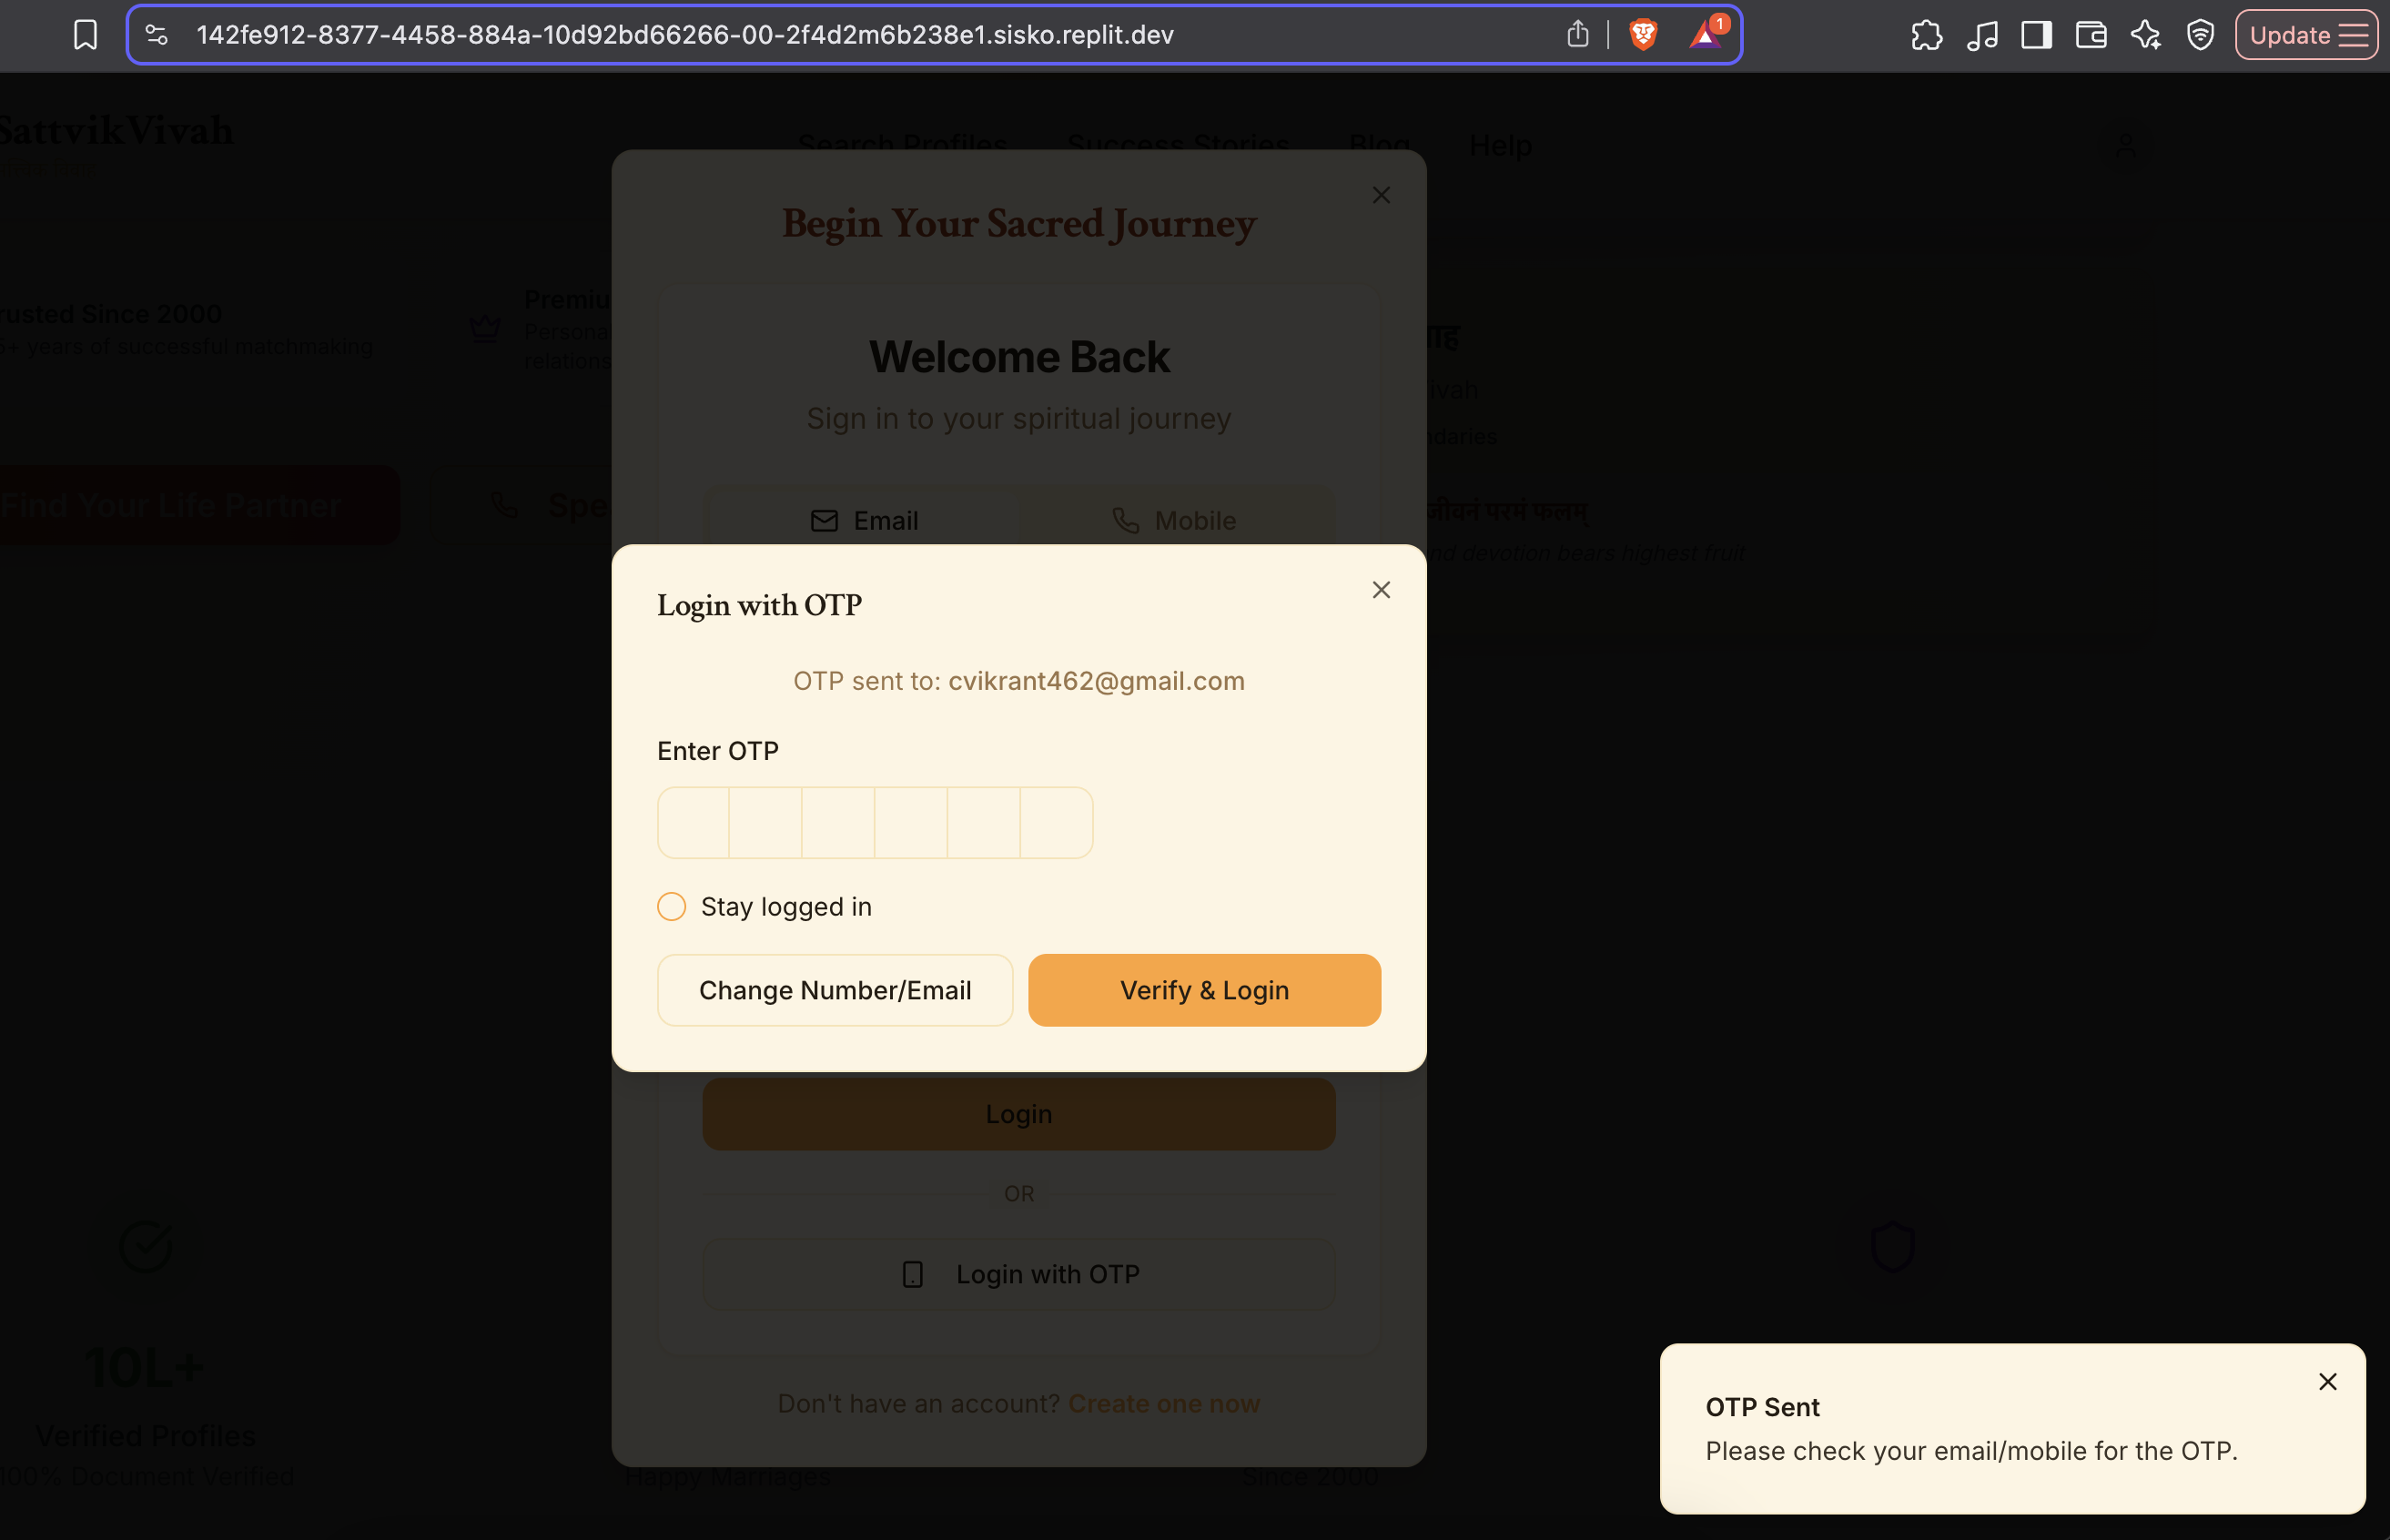 142fe912-8377-4458-884a-10d92bd66266-00-2f4d2m6b238e1.sisko.replit.dev
1
Update
SattvikVivah
Search Profiles
Success Stories
Blog
Help
Begin Your Sacred Journey
rusted Since 2000
5+ years of successful matchmaking
Premiu
Persona
relations
Welcome Back
Sign in to your spiritual journey
ivah
ndaries
Find Your Life Partner
Spe
Email
Mobile
जीवनं परमं फलम्
nd devotion bears highest fruit
Login with OTP
OTP sent to: cvikrant462@gmail.com
Enter OTP
Stay logged in
Change Number/Email
Verify & Login
Login
OR
Login with OTP
Don't have an account? Create one now
10L+
Verified Profiles
100% Document Verified
Happy Marriages
Since 2000
OTP Sent
Please check your email/mobile for the OTP.